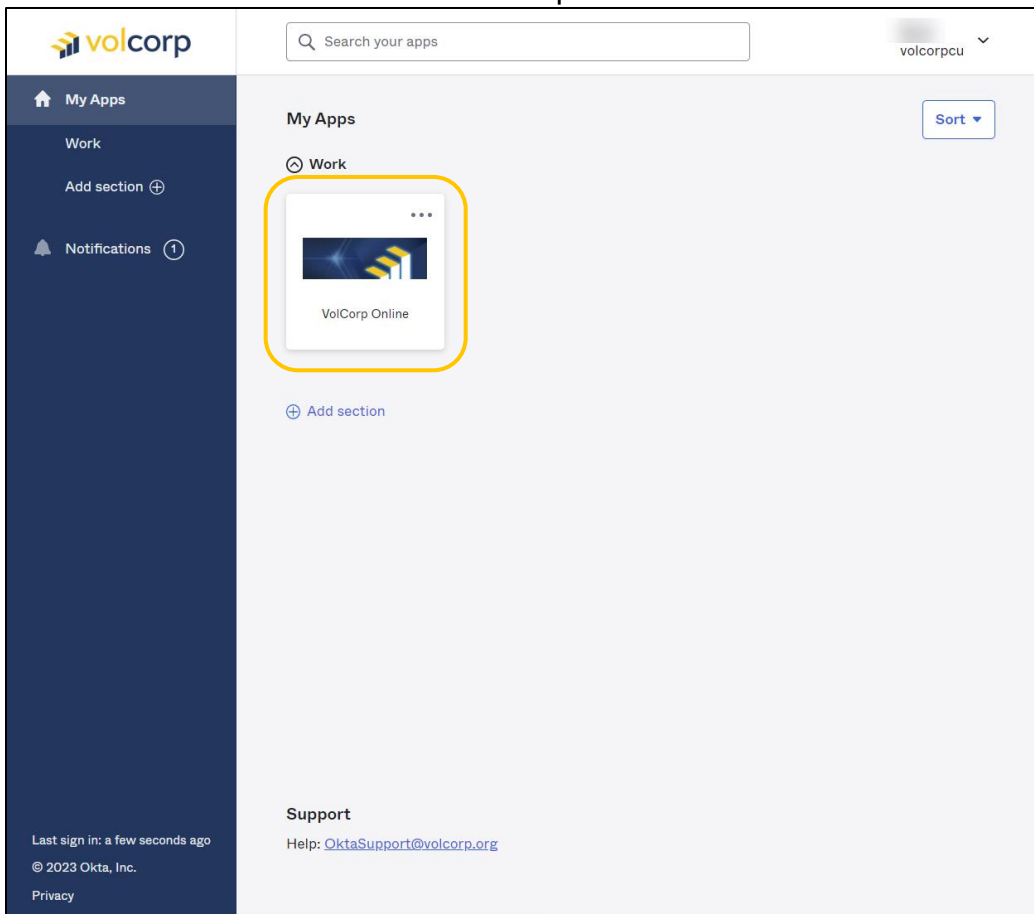 volcorp
Search your apps
volcorpcu
My Apps
Work
Add section
Notifications 1
My Apps
Sort
Work
VolCorp Online
Add section
Support
Help: OktaSupport@volcorp.org
Last sign in: a few seconds ago
© 2023 Okta, Inc.
Privacy